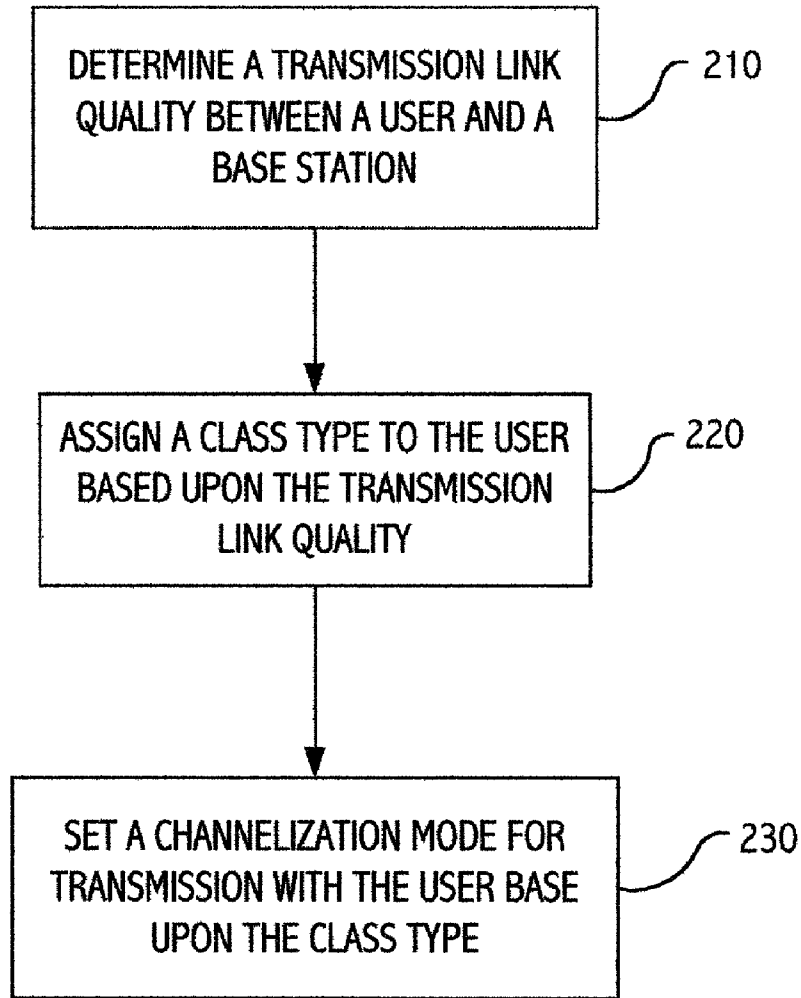 DETERMINE A TRANSMISSION LINK
QUALITY BETWEEN A USER AND A
BASE STATION
210
ASSIGN A CLASS TYPE TO THE USER
BASED UPON THE TRANSMISSION
LINK QUALITY
220
SET A CHANNELIZATION MODE FOR
TRANSMISSION WITH THE USER BASE
UPON THE CLASS TYPE
230